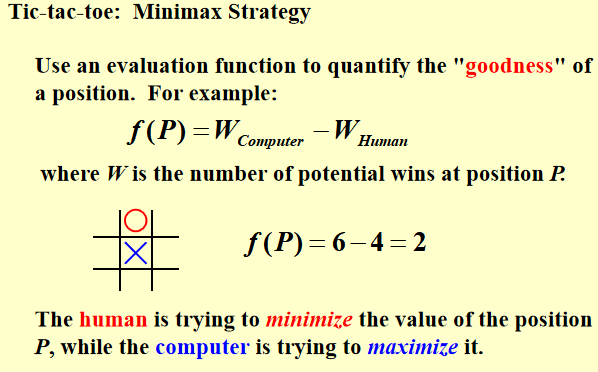 Tic-tac-toe: Minimax Strategy
Use an evaluation function to quantify the "goodness" of
a position. For example:
f(P) = W Computer − W Human
where W is the number of potential wins at position P.
f(P) = 6 − 4 = 2
The human is trying to minimize the value of the position
P, while the computer is trying to maximize it.